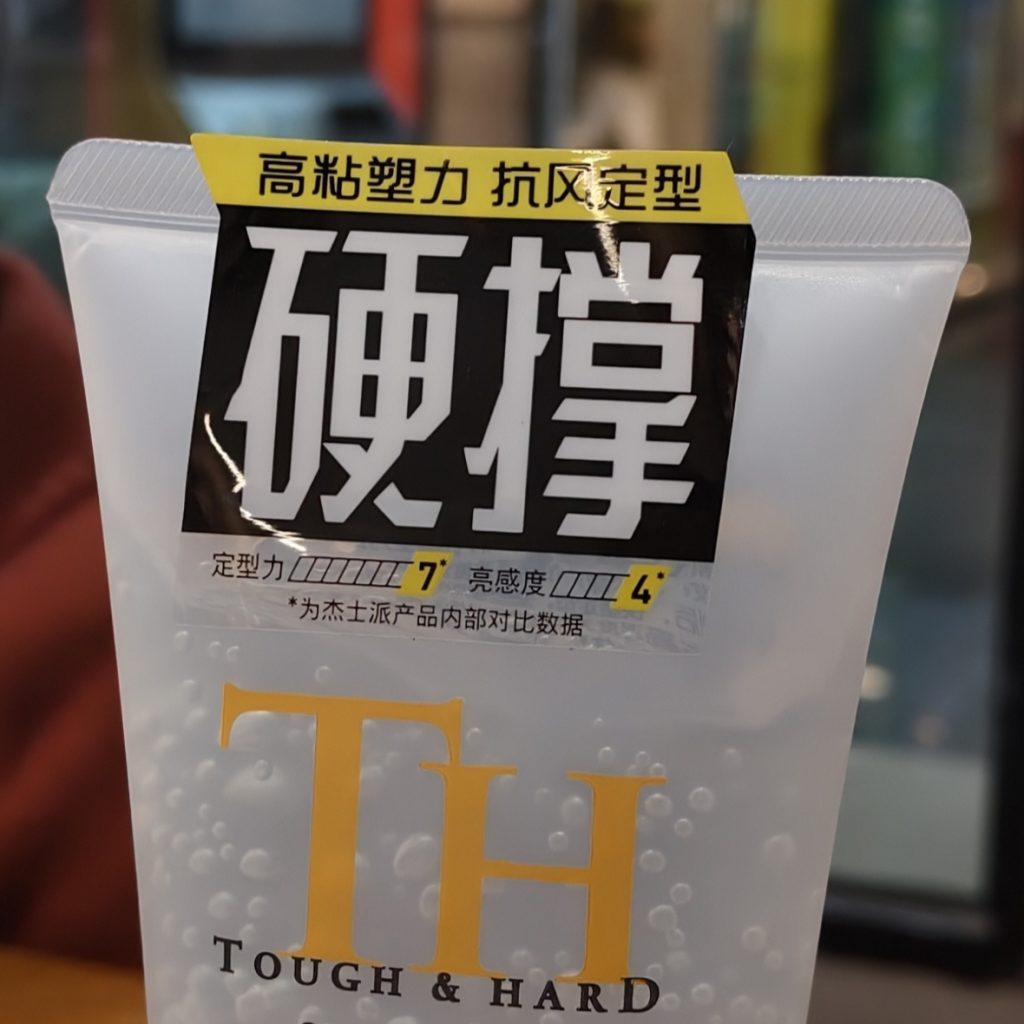 高粘塑力 抗风定型
硬撑
定型力 7* 亮感度 4*
*为杰士派产品内部对比数据
TH
TOUGH & HARD